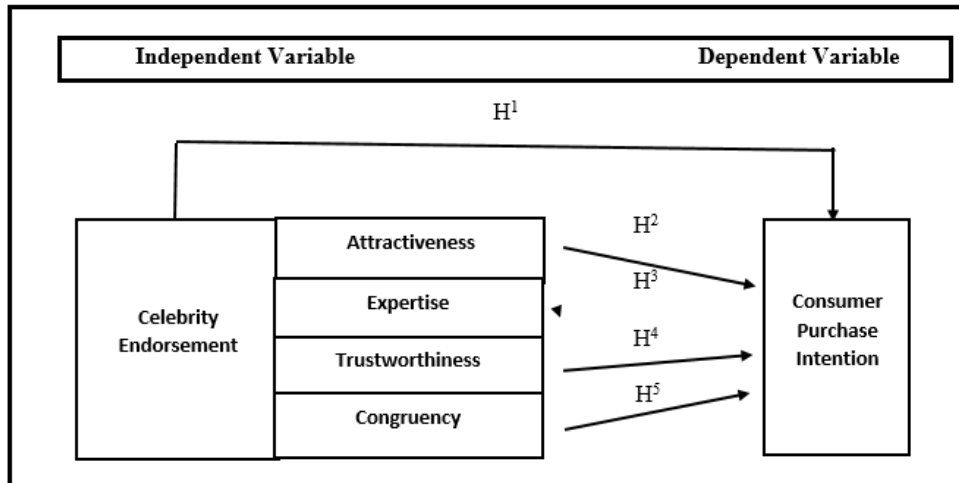 Independent Variable
Dependent Variable
H¹
Attractiveness
Expertise
Trustworthiness
Congruency
Celebrity
Endorsement
H²
H³
H⁴
H⁵
Consumer
Purchase
Intention